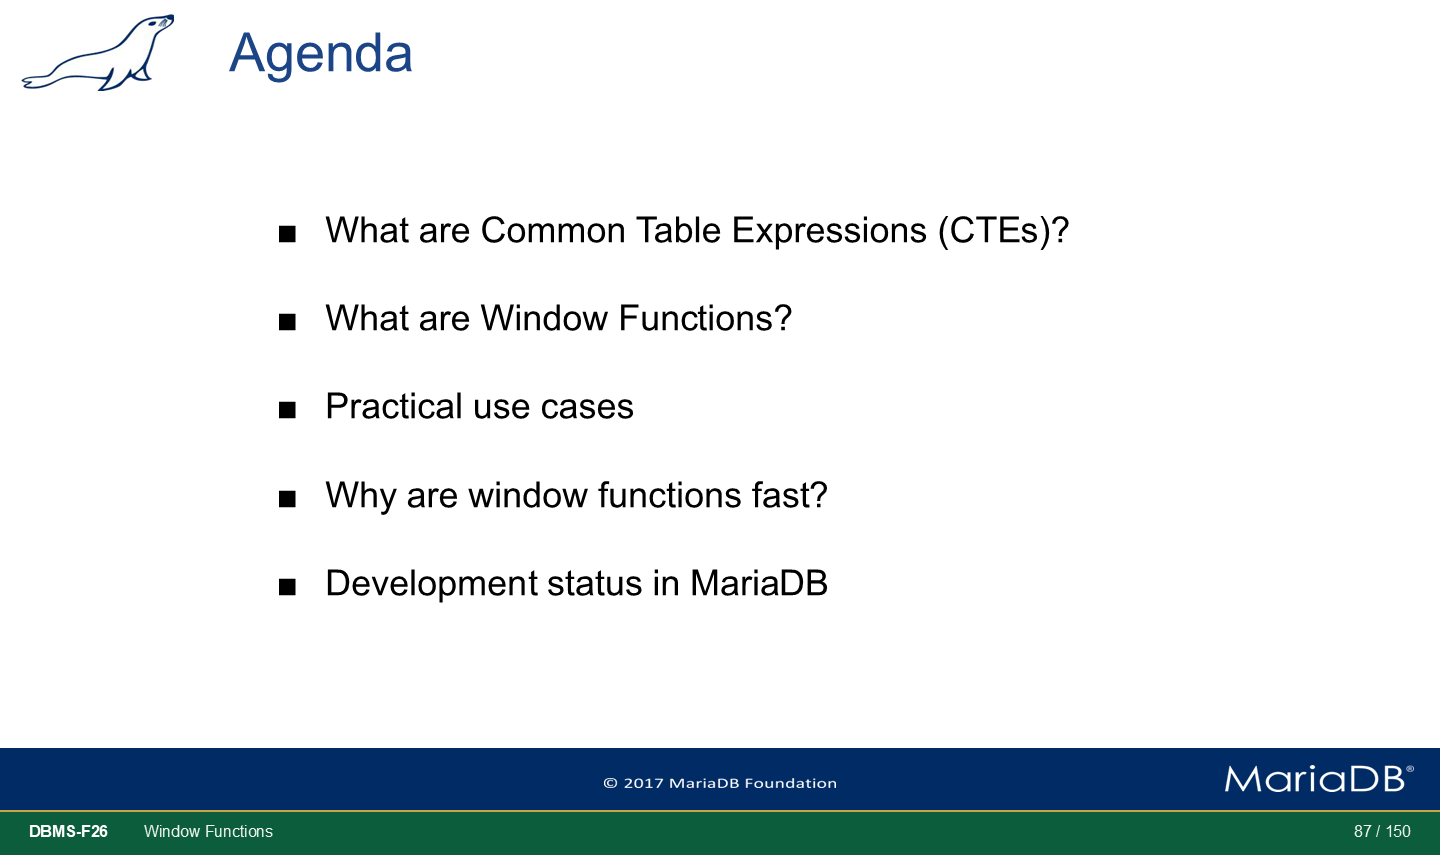 Agenda
■ What are Common Table Expressions (CTEs)?
■ What are Window Functions?
■ Practical use cases
■ Why are window functions fast?
■ Development status in MariaDB
© 2017 MariaDB Foundation
MariaDB®
DBMS-F26 Window Functions 87 / 150